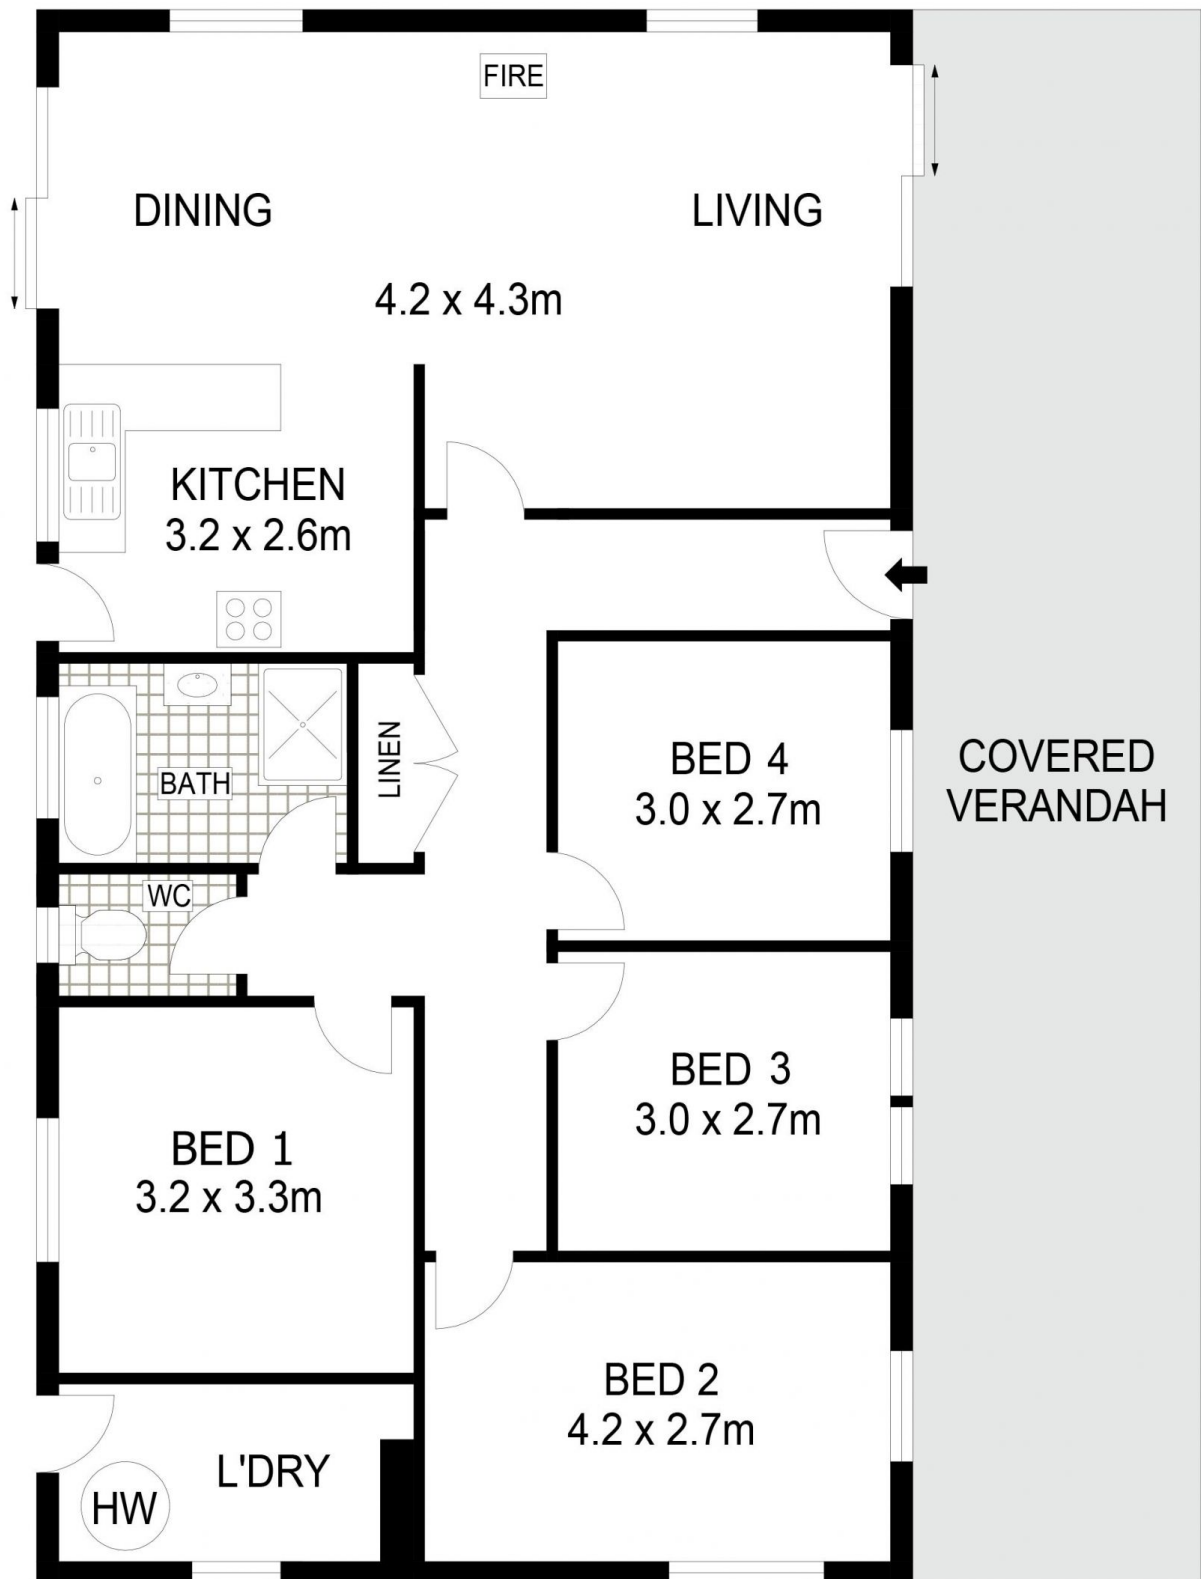 FIRE
DINING
LIVING
4.2 x 4.3m
KITCHEN
3.2 x 2.6m
BATH
LINEN
BED 4
3.0 x 2.7m
COVERED
VERANDAH
WC
BED 3
3.0 x 2.7m
BED 1
3.2 x 3.3m
BED 2
4.2 x 2.7m
L'DRY
HW